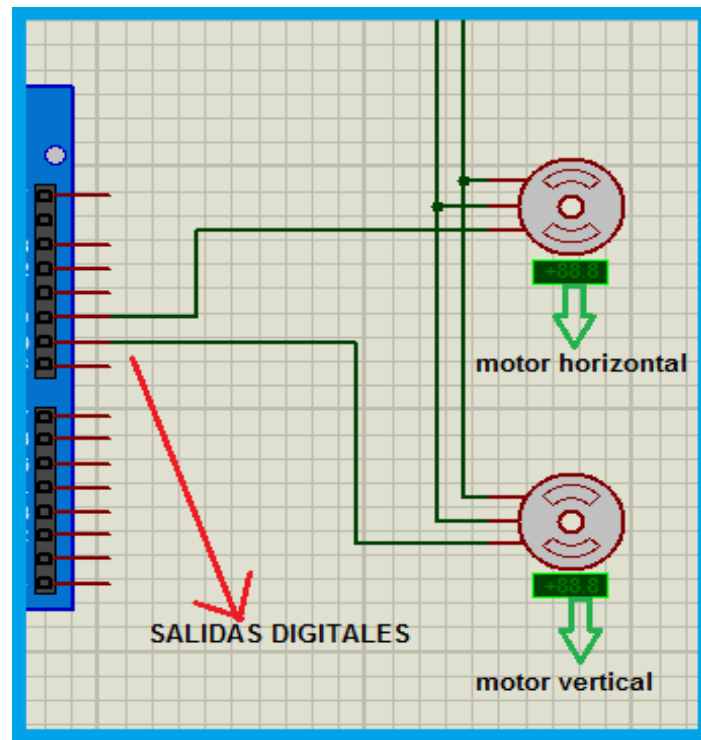 +88.8
motor horizontal
+88.8
SALIDAS DIGITALES
motor vertical